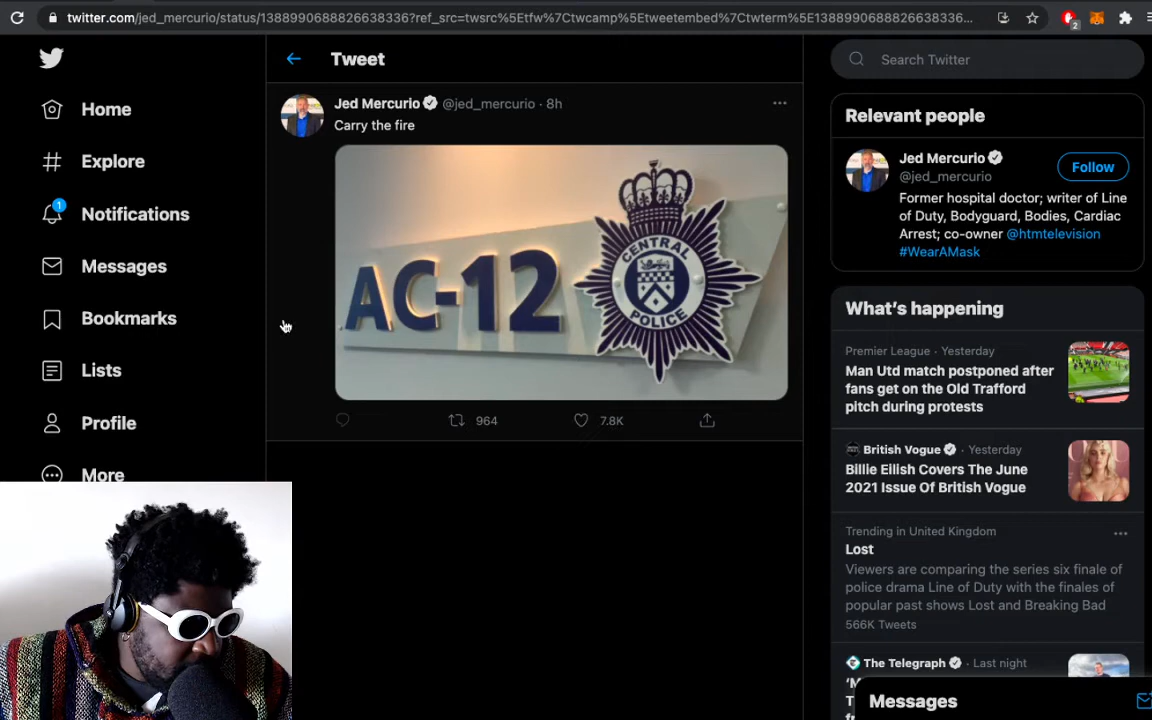 twitter.com/jed_mercurio/status/1388990688826638336?ref_src=twsrc%5Etfw%7Ctwcamp%5Etweetembed%7Ctwterm%5E1388990688826638336...
2
Home
Explore
1
Notifications
Messages
Bookmarks
Lists
Profile
More
Tweet
Jed Mercurio @jed_mercurio · 8h
Carry the fire
AC-12
CENTRAL
POLICE
964
7.8K
Search Twitter
Relevant people
Jed Mercurio
@jed_mercurio
Follow
Former hospital doctor; writer of Line
of Duty, Bodyguard, Bodies, Cardiac
Arrest; co-owner @htmtelevision
#WearAMask
What's happening
Premier League · Yesterday
Man Utd match postponed after
fans get on the Old Trafford
pitch during protests
British Vogue · Yesterday
Billie Eilish Covers The June
2021 Issue Of British Vogue
Trending in United Kingdom
Lost
Viewers are comparing the series six finale of
police drama Line of Duty with the finales of
popular past shows Lost and Breaking Bad
566K Tweets
The Telegraph · Last night
Messages